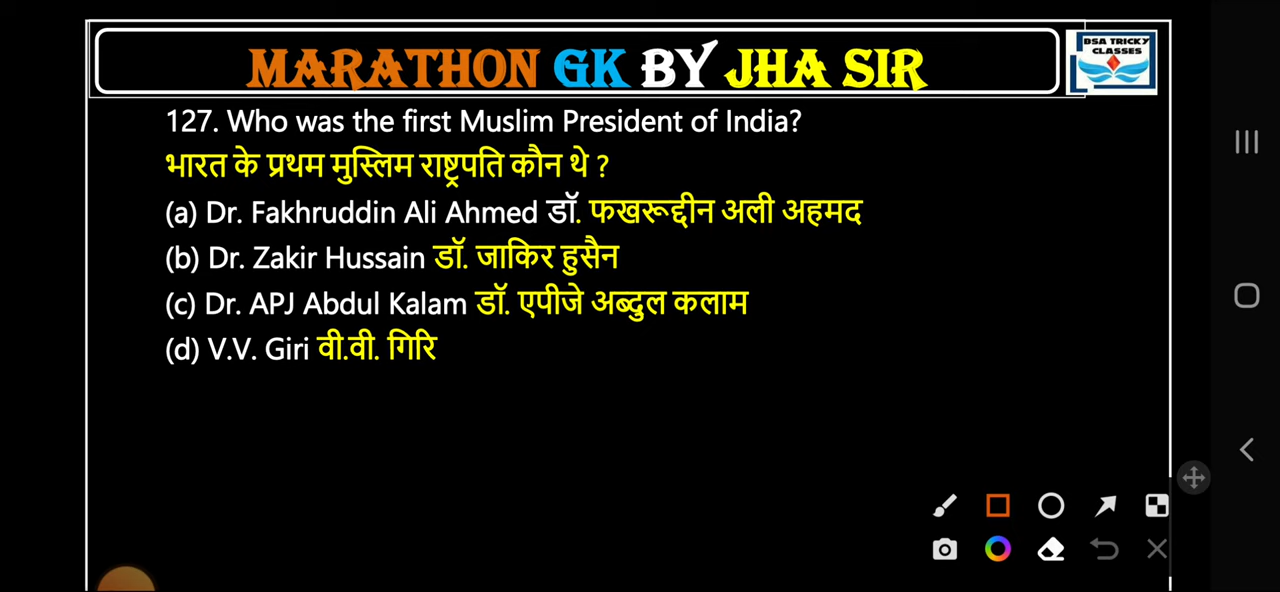 MARATHON GK BY JHA SIR
DSA TRICKY
CLASSES
127. Who was the first Muslim President of India?
भारत के प्रथम मुस्लिम राष्ट्रपति कौन थे ?
(a) Dr. Fakhruddin Ali Ahmed डॉ. फखरूद्दीन अली अहमद
(b) Dr. Zakir Hussain डॉ. जाकिर हुसैन
(c) Dr. APJ Abdul Kalam डॉ. एपीजे अब्दुल कलाम
(d) V.V. Giri वी.वी. गिरि